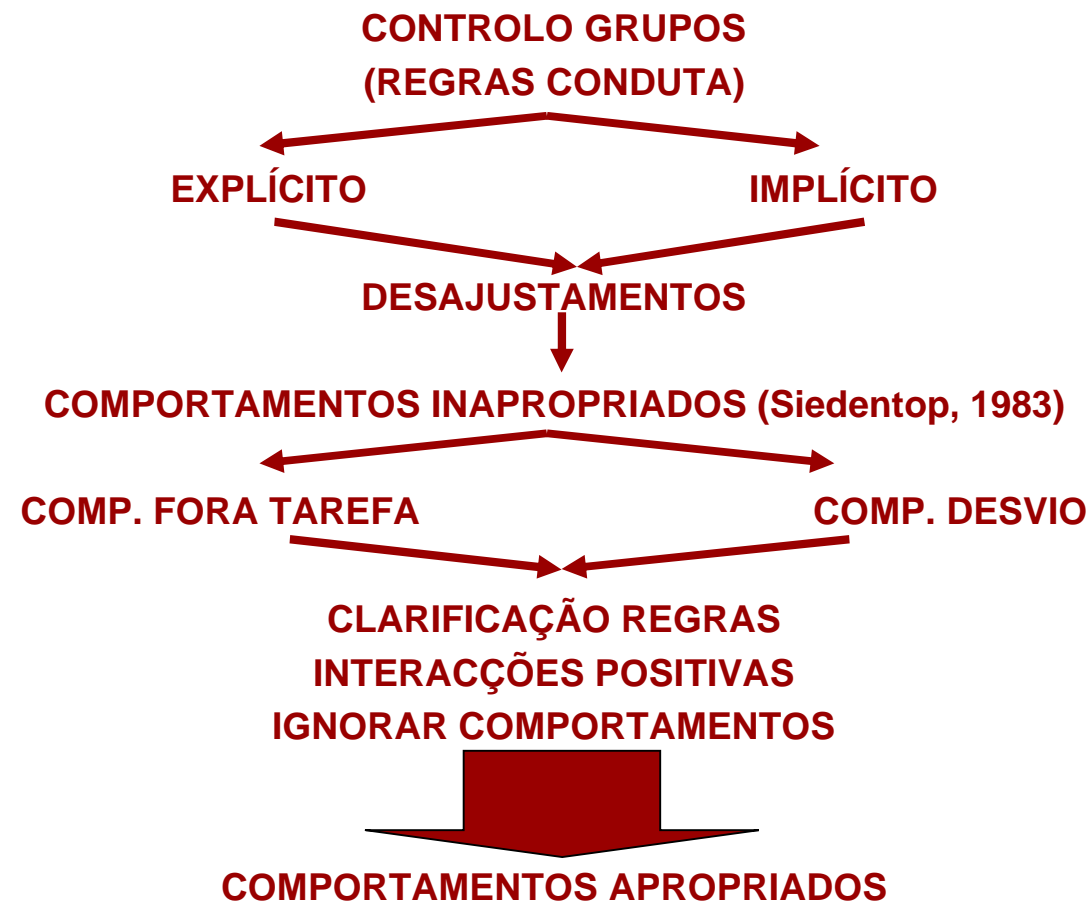 CONTROLO GRUPOS
(REGRAS CONDUTA)
EXPLÍCITO IMPLÍCITO
DESAJUSTAMENTOS
COMPORTAMENTOS INAPROPRIADOS (Siedentop, 1983)
COMP. FORA TAREFA COMP. DESVIO
CLARIFICAÇÃO REGRAS
INTERACÇÕES POSITIVAS
IGNORAR COMPORTAMENTOS
COMPORTAMENTOS APROPRIADOS